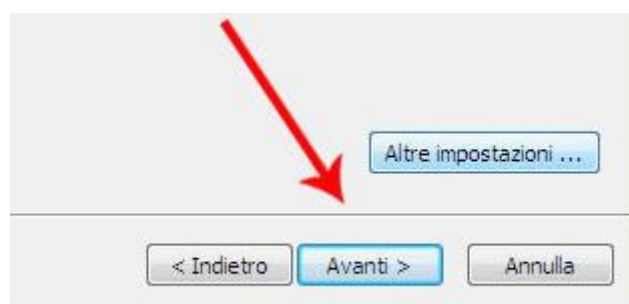 Altre impostazioni ...
< Indietro Avanti > Annulla